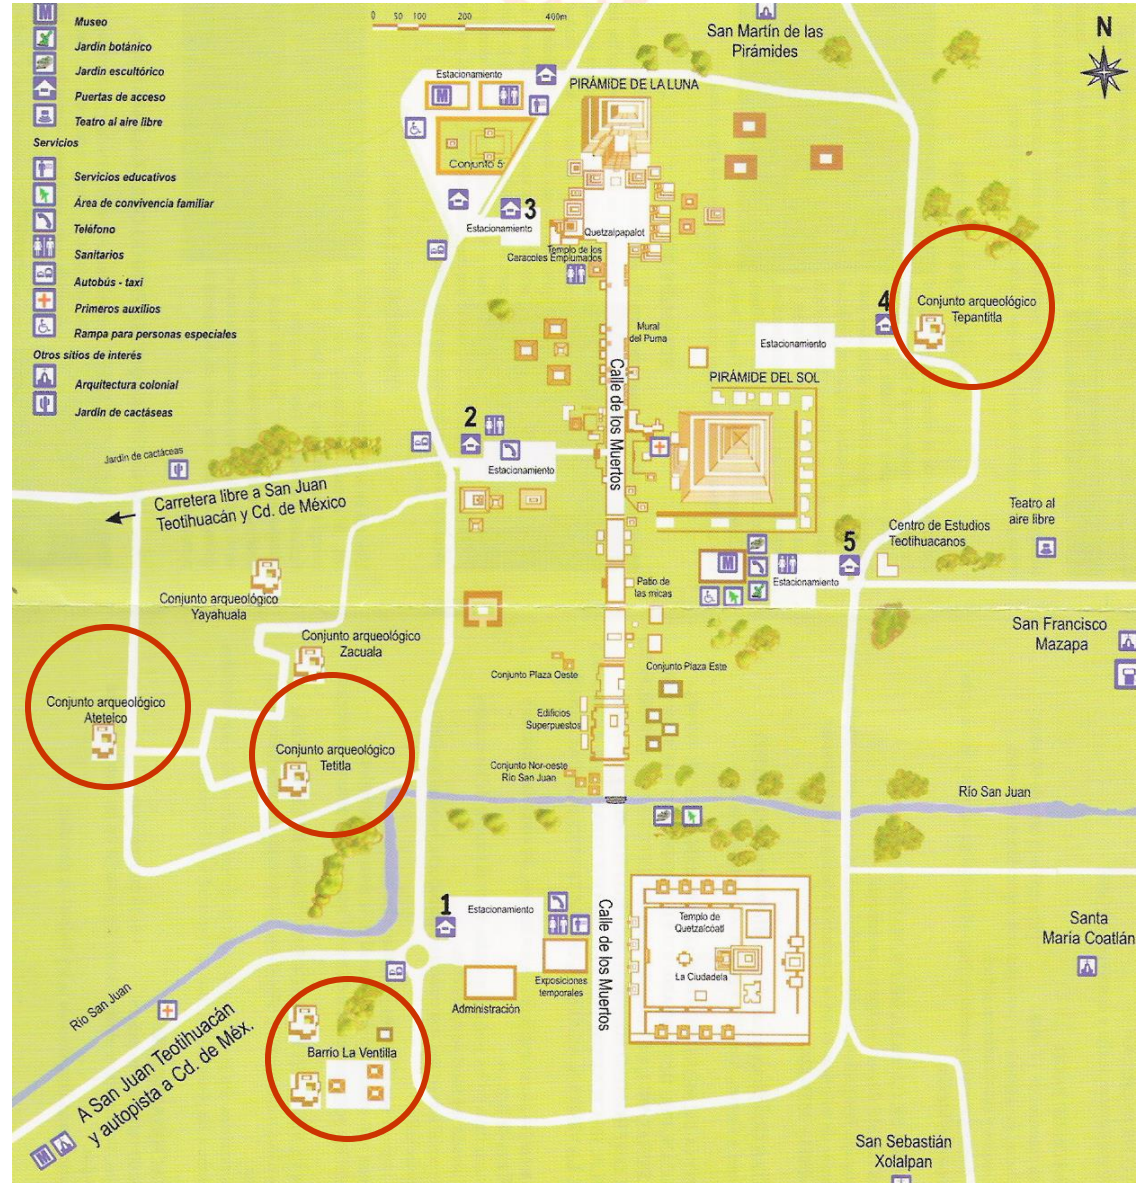 Museo
Jardín botánico
Jardín escultórico
Puertas de acceso
Teatro al aire libre
Servicios
Servicios educativos
Área de convivencia familiar
Teléfono
Sanitarios
Autobús - taxi
Primeros auxilios
Rampa para personas especiales
Otros sitios de interés
Arquitectura colonial
Jardín de cactáseas
0 50 100 200 400m
San Martín de las
Pirámides
N
Estacionamiento
M
PIRÁMIDE DE LA LUNA
Conjunto 5
3
Estacionamiento
Quetzalpapalot
Templo de los
Caracoles Emplumados
4
Conjunto arqueológico
Tepantitla
Mural
del Puma
Estacionamiento
Calle de los Muertos
PIRÁMIDE DEL SOL
2
Estacionamiento
Jardín de cactáceas
Carretera libre a San Juan
Teotihuacán y Cd. de México
Teatro al
aire libre
Centro de Estudios
Teotihuacanos
5
M
Estacionamiento
Patio de
las micas
Conjunto arqueológico
Yayahuala
Conjunto arqueológico
Zacuala
San Francisco
Mazapa
Conjunto Plaza Oeste
Conjunto Plaza Este
Conjunto arqueológico
Atetelco
Edificios
Superpuestos
Conjunto arqueológico
Tetitla
Conjunto Nor-oeste
Río San Juan
Río San Juan
1
Estacionamiento
Calle de los Muertos
Templo de
Quetzalcóatl
La Ciudadela
Santa
María Coatlán
Exposiciones
temporales
Administración
Río San Juan
A San Juan Teotihuacán
y autopista a Cd. de Méx.
M
Barrio La Ventilla
San Sebastián
Xolalpan